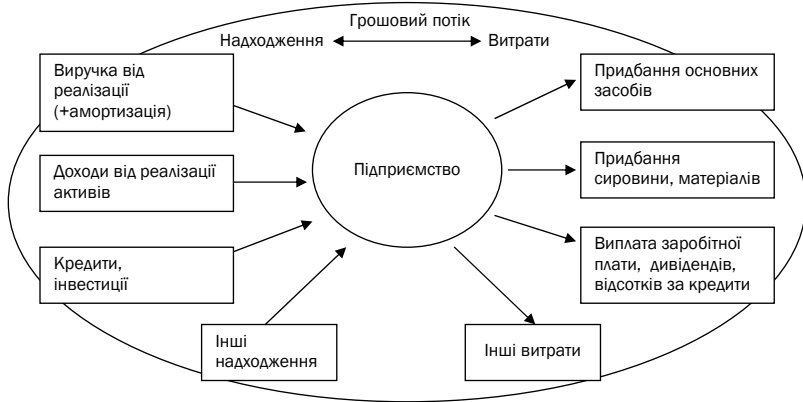 Грошовий потік
Надходження
Витрати
Виручка від
реалізації
(+амортизація)
Доходи від реалізації
активів
Кредити,
інвестиції
Інші
надходження
Підприємство
Придбання основних
засобів
Придбання
сировини, матеріалів
Виплата заробітної
плати, дивідендів,
відсотків за кредити
Інші витрати